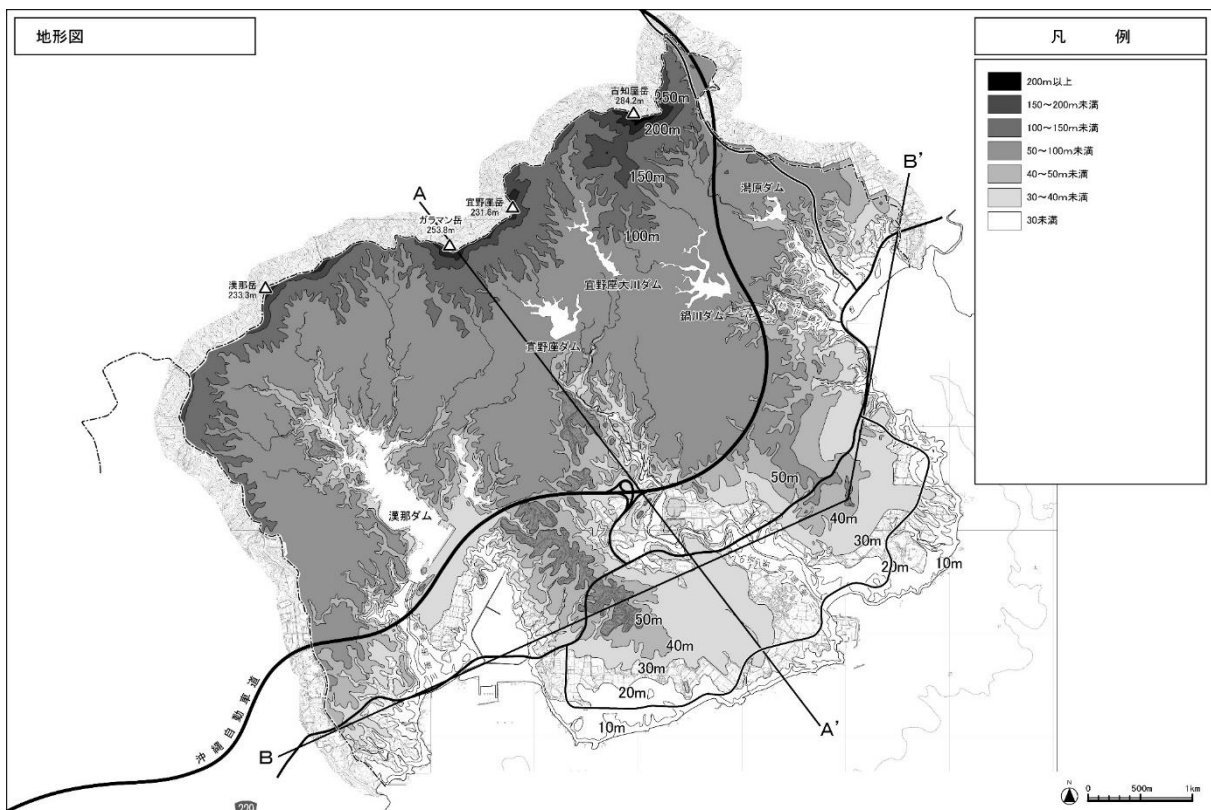 地形図
凡 例
200m以上
150~200m未満
100~150m未満
50~100m未満
40~50m未満
30~40m未満
30未満
古知屋岳
284.2m
250m
200m
150m
100m
B'
潟原ダム
A
宜野座岳
231.6m
ガラマン岳
253.8m
漢那岳
233.3m
宜野座大川ダム
鍋川ダム
宜野座ダム
漢那ダム
50m
40m
30m
20m
10m
50m
40m
30m
20m
10m
A'
B
沖縄自動車道
N
0 500m 1km